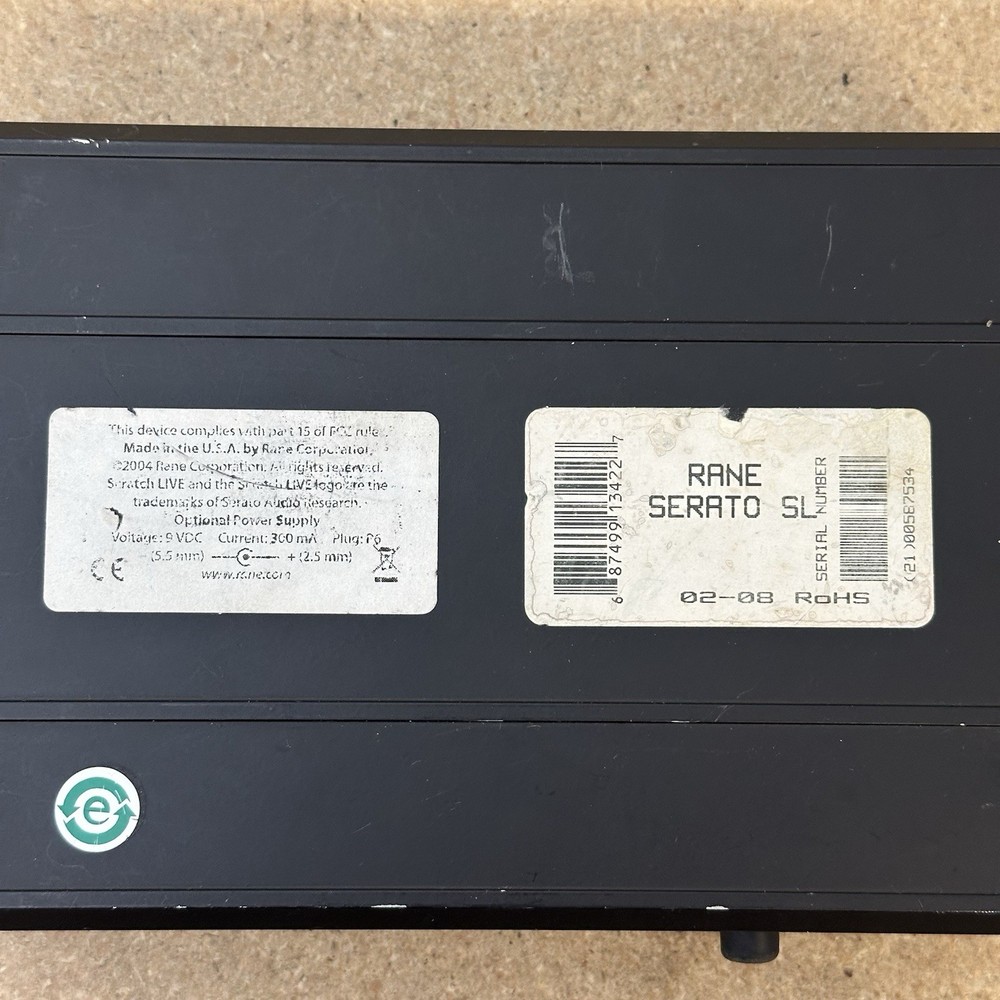 This device complies with part 15 of FCC rules.
Made in the U.S.A. by Rane Corporation,
©2004 Rane Corporation. All rights reserved.
Scratch LIVE and the Scratch LIVE logo are the
trademarks of Serato Audio Research.
Optional Power Supply
Voltage: 9 VDC Current: 300 mA Plug: P6
(5.5 mm) - + (2.5 mm)
www.rane.com
CE
6 87499 13422 7
RANE
SERATO SL
SERIAL NUMBER
(21)00587534
02-08 RoHS
e